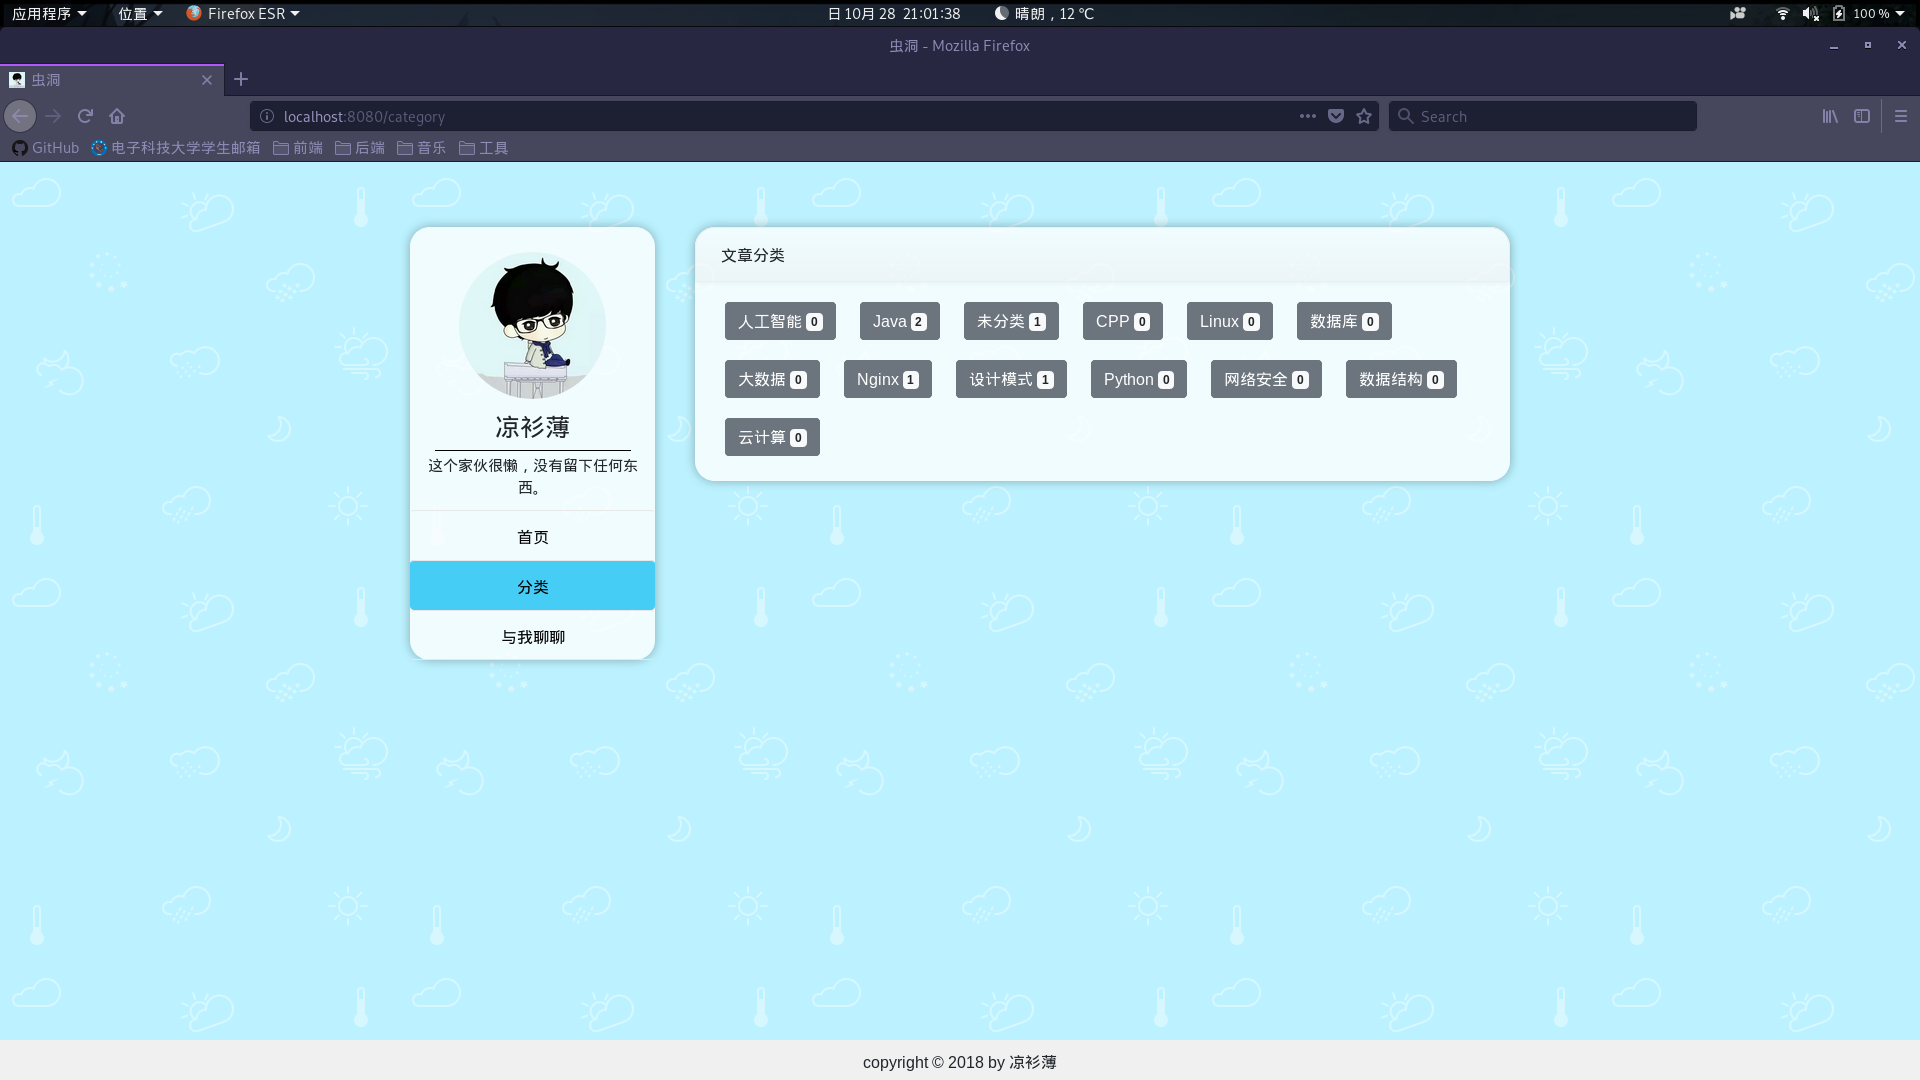 应用程序 位置 Firefox ESR 日10月 28 21:01:38 晴朗，12 ℃ 100 %
虫洞 - Mozilla Firefox
虫洞
localhost:8080/category Search
GitHub 电子科技大学学生邮箱 前端 后端 音乐 工具
凉衫薄
这个家伙很懒，没有留下任何东
西。
首页
分类
与我聊聊
文章分类
人工智能 0 Java 2 未分类 1 CPP 0 Linux 0 数据库 0
大数据 0 Nginx 1 设计模式 1 Python 0 网络安全 0 数据结构 0
云计算 0
copyright © 2018 by 凉衫薄